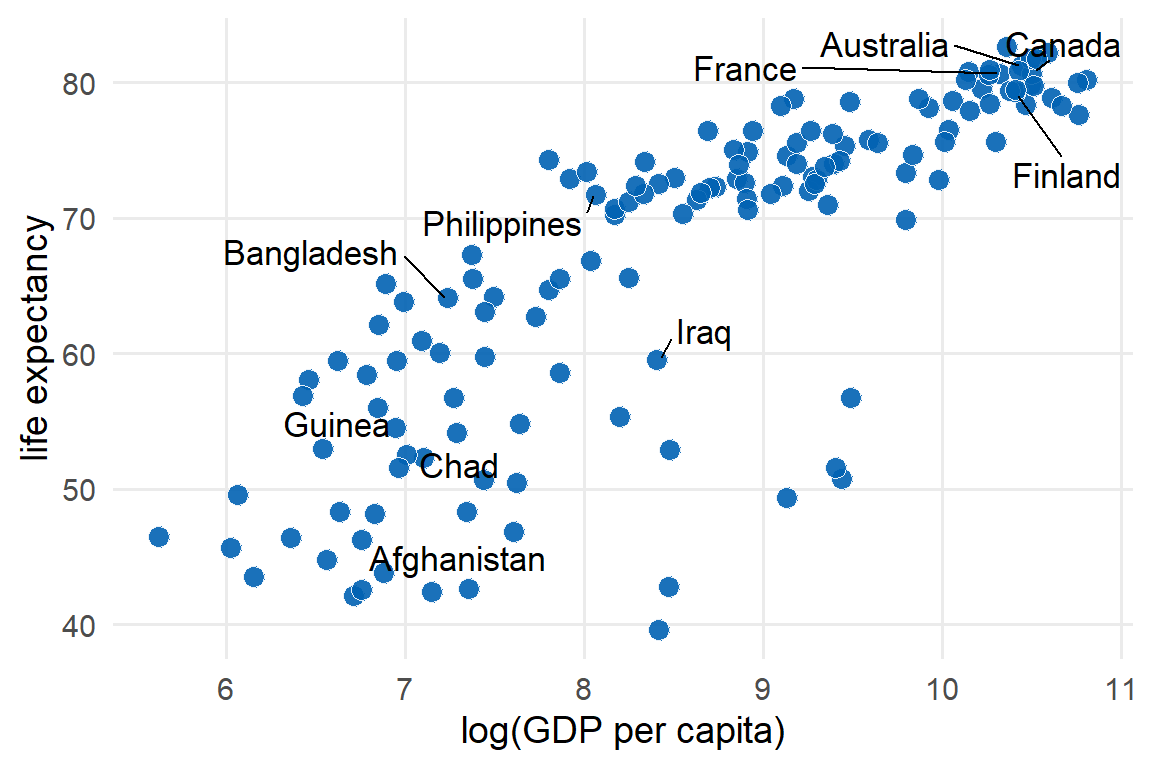 Australia
Canada
France
80
Finland
70
Philippines
Bangladesh
Iraq
60
Guinea
Chad
50
Afghanistan
40
life expectancy
6
7
8
9
10
11
log(GDP per capita)